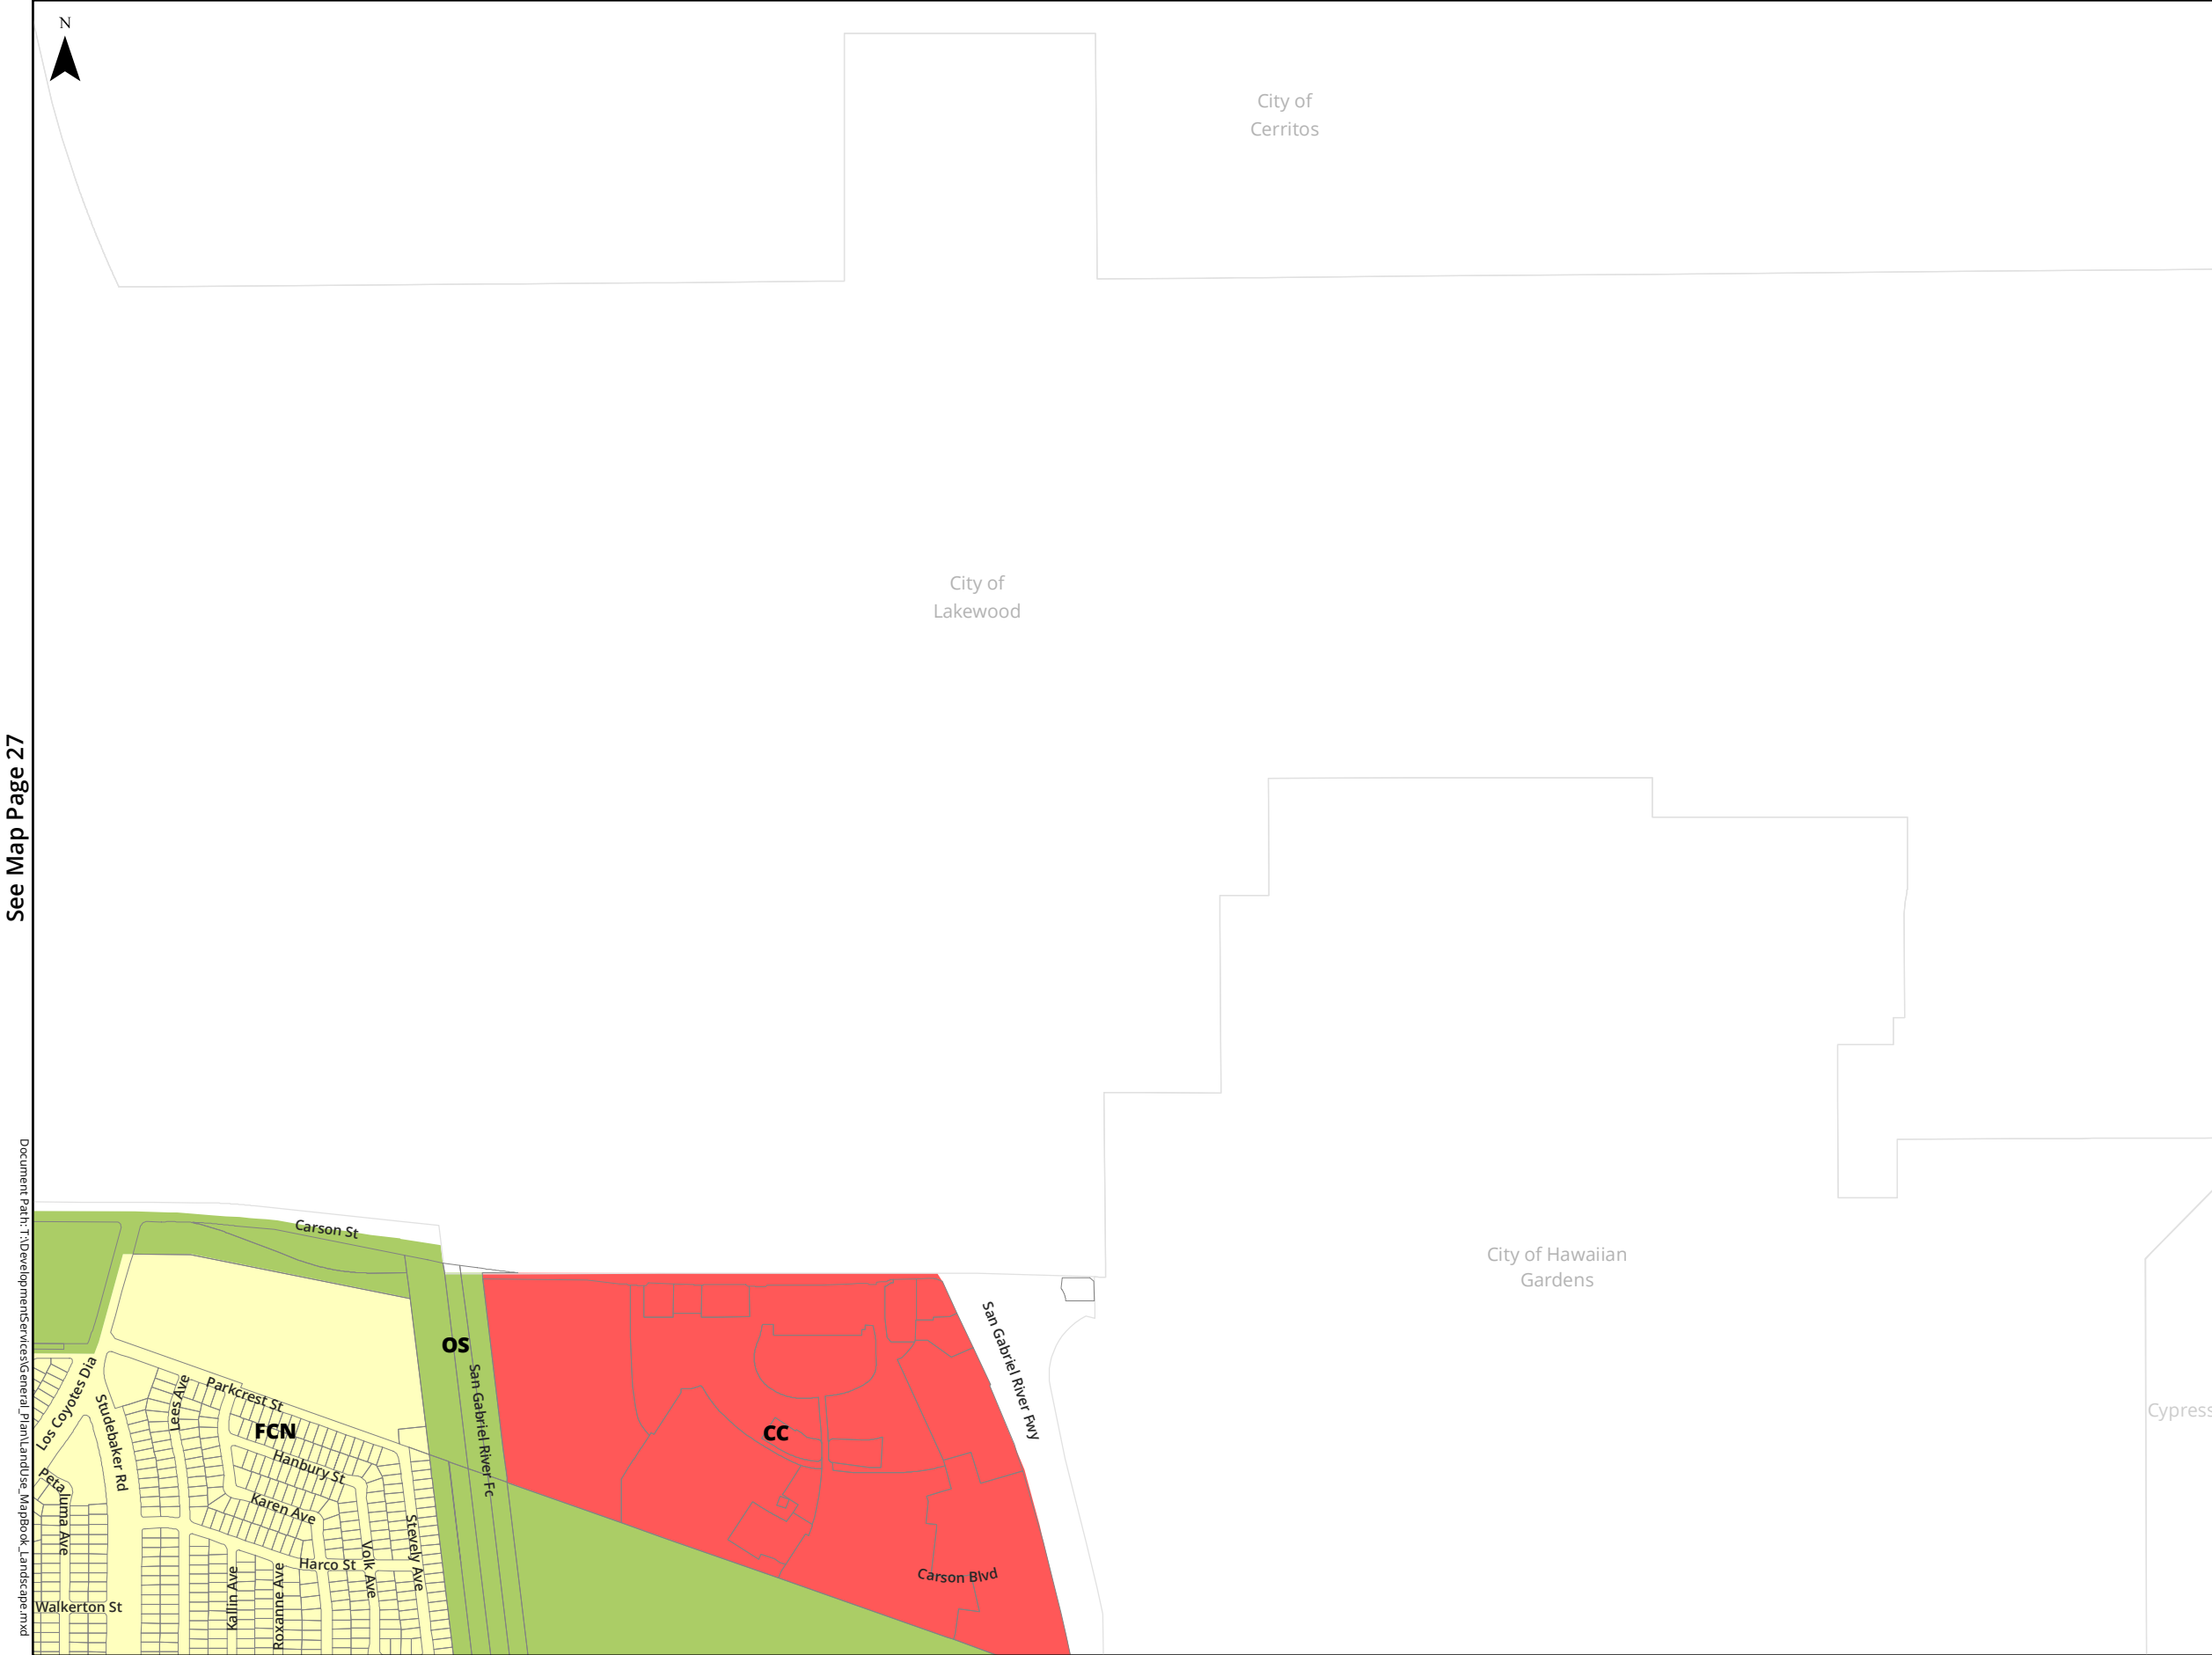 N
City of
Cerritos
City of
Lakewood
See Map Page 27
City of Hawaiian
Gardens
Cypress
Document Path: T:\DevelopmentServices\General_Plan\LandUse_MapBook_Landscape.mxd
Carson St
San Gabriel River Fwy
OS
San Gabriel River Fc
CC
Los Coyotes Dia
Studebaker Rd
Lees Ave
Parkcrest St
FCN
Hanbury St
Karen Ave
Petaluma Ave
Stevely Ave
Volk Ave
Harco St
Kallin Ave
Roxanne Ave
Walkerton St
Carson Blvd